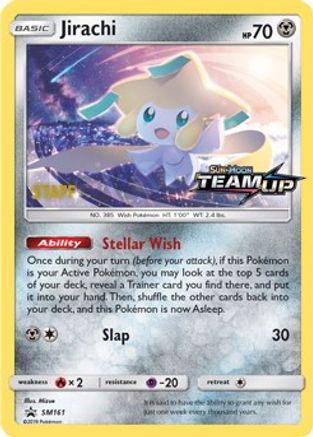 BASIC Jirachi HP 70
STAFF
SUN & MOON
TEAM UP
NO. 385 Wish Pokémon HT: 1'00" WT: 2.4 lbs.
Ability Stellar Wish
Once during your turn (before your attack), if this Pokémon
is your Active Pokémon, you may look at the top 5 cards
of your deck, reveal a Trainer card you find there, and put
it into your hand. Then, shuffle the other cards back into
your deck, and this Pokémon is now Asleep.
Slap 30
weakness × 2 resistance -20 retreat
Illus. Miave
SM161
©2019 Pokémon
It is said to have the ability to grant any wish for
just one week every thousand years.